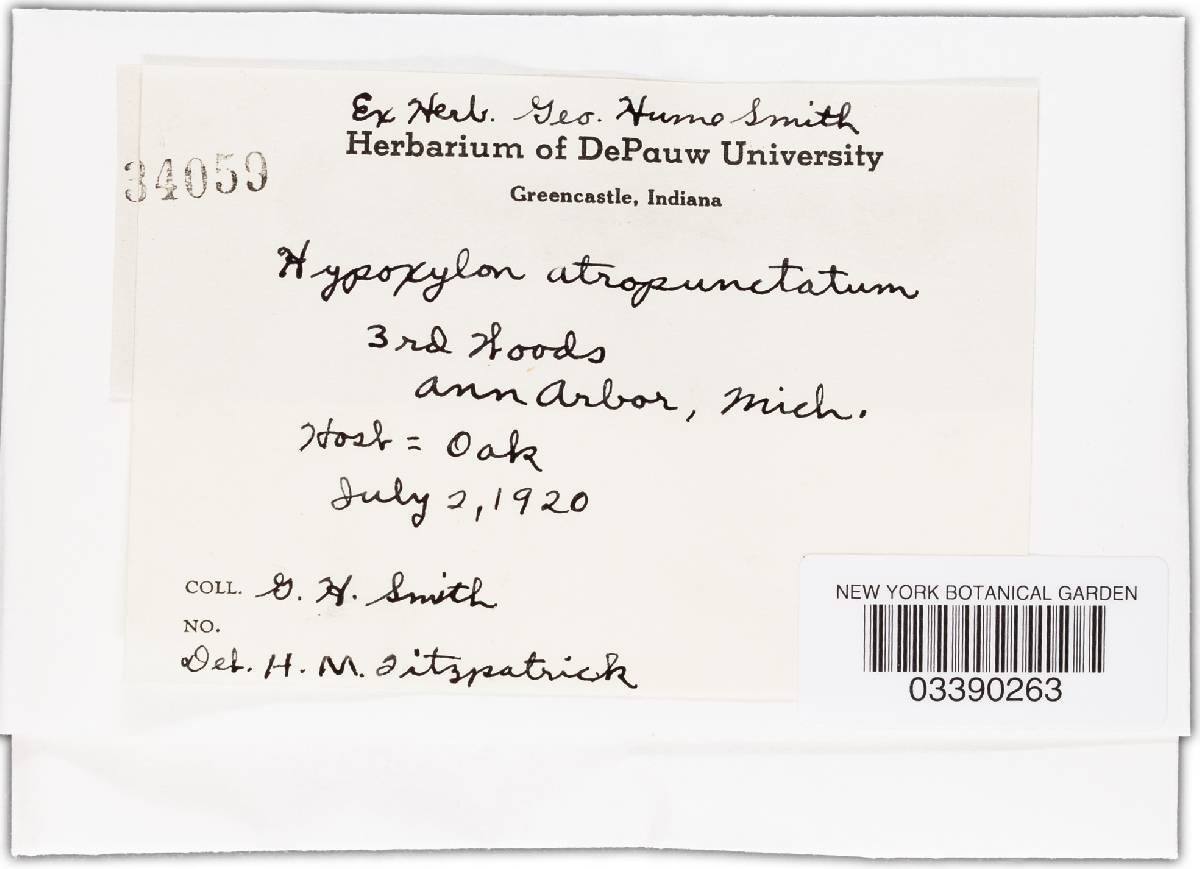 Ex Herb. Geo. Hume Smith
Herbarium of DePauw University
34059
Greencastle, Indiana
Hypoxylon atropunctatum
3rd Woods
Ann Arbor, Mich.
Host = Oak
July 2, 1920
COLL. G. H. Smith
NO.
Det. H. M. Fitzpatrick
NEW YORK BOTANICAL GARDEN
03390263